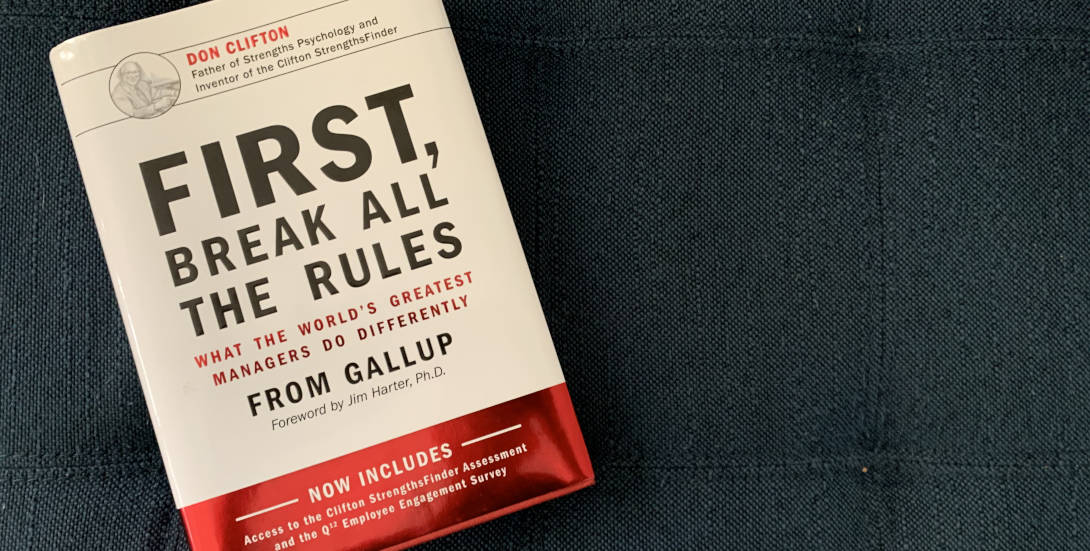 DON CLIFTON
Father of Strengths Psychology and
Inventor of the Clifton StrengthsFinder
FIRST,
BREAK ALL
THE RULES
WHAT THE WORLD'S GREATEST
MANAGERS DO DIFFERENTLY
FROM GALLUP
Foreword by Jim Harter, Ph.D.
NOW INCLUDES
Access to the Clifton StrengthsFinder Assessment
and the Q¹² Employee Engagement Survey